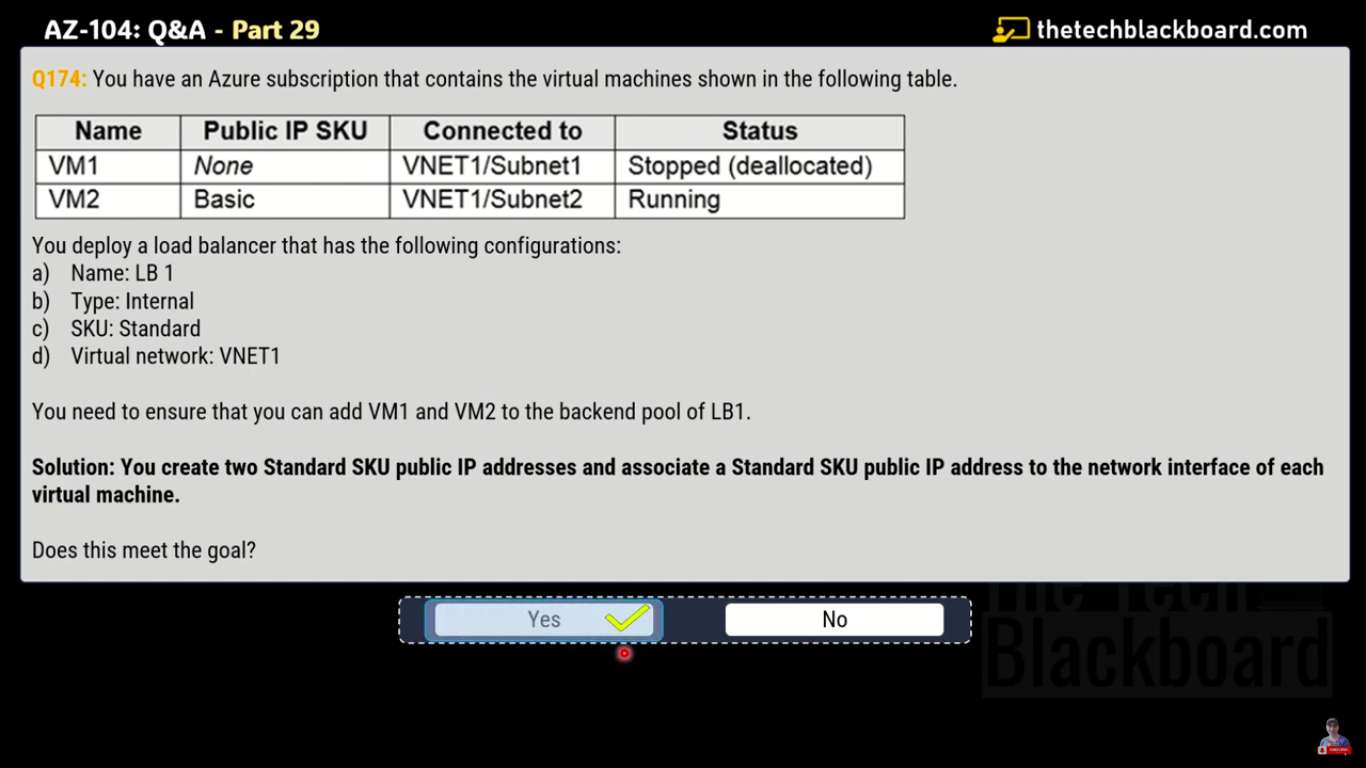 AZ-104: Q&A - Part 29
thetechblackboard.com
Q174: You have an Azure subscription that contains the virtual machines shown in the following table.
Name Public IP SKU Connected to Status
VM1 None VNET1/Subnet1 Stopped (deallocated)
VM2 Basic VNET1/Subnet2 Running
You deploy a load balancer that has the following configurations:
a) Name: LB 1
b) Type: Internal
c) SKU: Standard
d) Virtual network: VNET1
You need to ensure that you can add VM1 and VM2 to the backend pool of LB1.
Solution: You create two Standard SKU public IP addresses and associate a Standard SKU public IP address to the network interface of each
virtual machine.
Does this meet the goal?
Yes No
The Tech
Blackboard